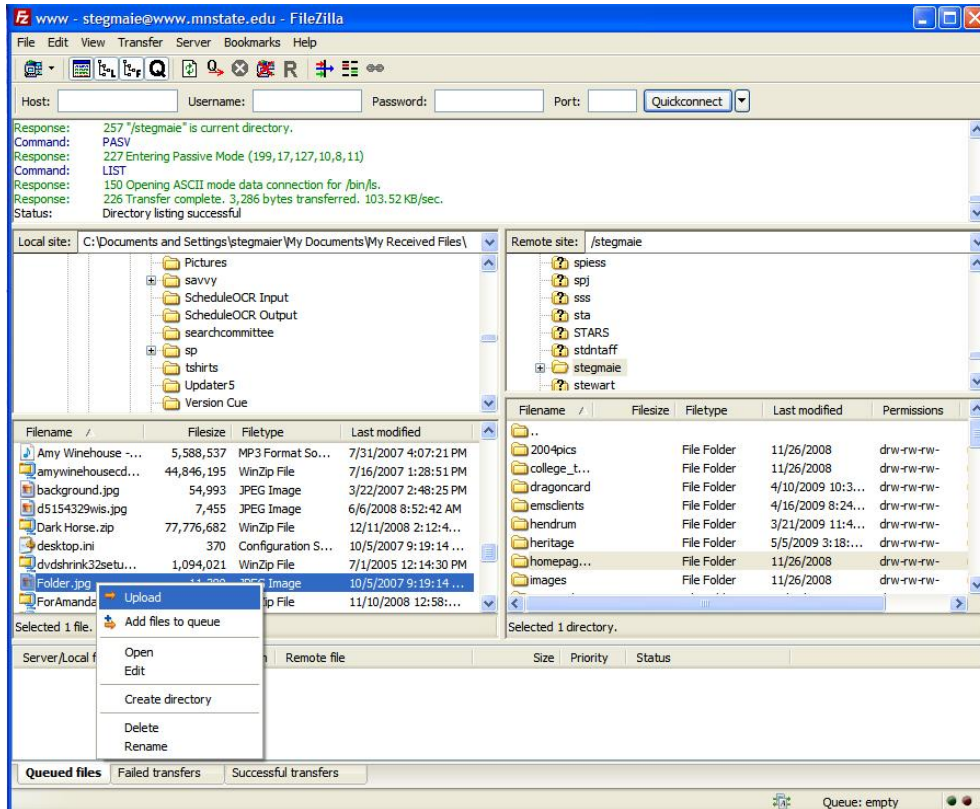 www - stegmaie@www.mnstate.edu - FileZilla
File Edit View Transfer Server Bookmarks Help
Host: Username: Password: Port: Quickconnect
Response: 257 "/stegmaie" is current directory.
Command: PASV
Response: 227 Entering Passive Mode (199,17,127,10,8,11)
Command: LIST
Response: 150 Opening ASCII mode data connection for /bin/ls.
Response: 226 Transfer complete. 3,286 bytes transferred. 103.52 KB/sec.
Status: Directory listing successful
Local site: C:\Documents and Settings\stegmaier\My Documents\My Received Files\
Pictures
savvy
ScheduleOCR Input
ScheduleOCR Output
searchcommittee
sp
tshirts
Updater5
Version Cue
Filename / Filesize Filetype Last modified
Amy Winehouse -... 5,588,537 MP3 Format So... 7/31/2007 4:07:21 PM
amywinehousecd... 44,846,195 WinZip File 7/16/2007 1:28:51 PM
background.jpg 54,993 JPEG Image 3/22/2007 2:48:25 PM
d5154329wis.jpg 7,455 JPEG Image 6/6/2008 8:52:42 AM
Dark Horse.zip 77,776,682 WinZip File 12/11/2008 2:12:4...
desktop.ini 370 Configuration S... 10/5/2007 9:19:14 ...
dvdshrink32setu... 1,094,021 WinZip File 7/1/2005 12:14:30 PM
Folder.jpg JPEG Image 10/5/2007 9:19:14 ...
ForAmanda File 11/10/2008 12:58:...
Selected 1 file.
Upload
Add files to queue
Open
Edit
Create directory
Delete
Rename
Remote site: /stegmaie
spiess
spj
sss
sta
STARS
stdntaff
stegmaie
stewart
Filename / Filesize Filetype Last modified Permissions
..
2004pics File Folder 11/26/2008 drw-rw-rw-
college_t... File Folder 11/26/2008 drw-rw-rw-
dragoncard File Folder 4/10/2009 10:3... drw-rw-rw-
emsclients File Folder 4/16/2009 8:24... drw-rw-rw-
hendrum File Folder 3/21/2009 11:4... drw-rw-rw-
heritage File Folder 5/5/2009 3:18:... drw-rw-rw-
homepag... File Folder 11/26/2008 drw-rw-rw-
images File Folder 11/26/2008 drw-rw-rw-
Selected 1 directory.
Server/Local Remote file Size Priority Status
Queued files Failed transfers Successful transfers
Queue: empty